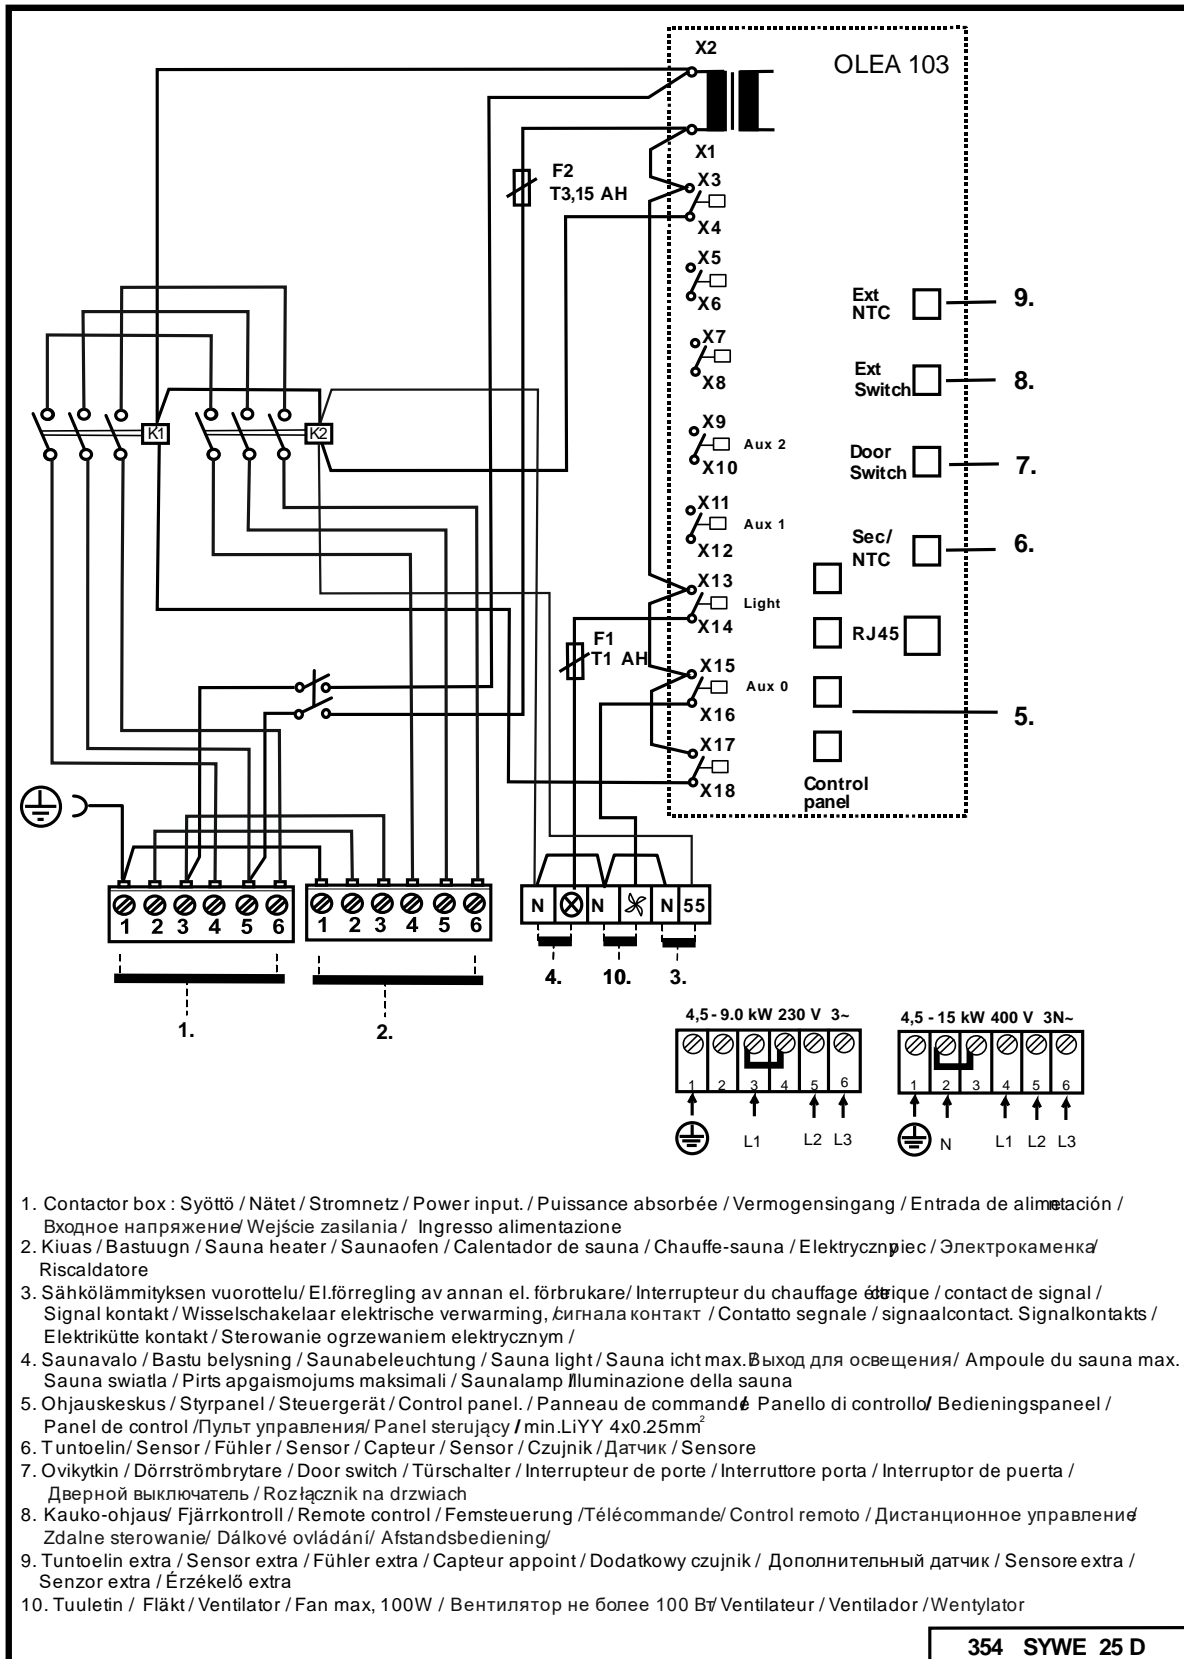 X2
OLEA 103
X1
F2
T3,15 AH
X3
X4
X5
X6
Ext
NTC
9.
X7
X8
Ext
Switch
8.
K1
K2
X9
Aux 2
X10
Door
Switch
7.
X11
Aux 1
X12
Sec/
NTC
6.
X13
Light
X14
F1
T1 AH
RJ45
X15
Aux 0
X16
5.
X17
X18
Control
panel
1 2 3 4 5 6
1 2 3 4 5 6
N N N 55
4. 10. 3.
1. 2.
4,5 - 9.0 kW 230 V 3~
1 2 3 4 5 6
L1 L2 L3
4,5 - 15 kW 400 V 3N~
1 2 3 4 5 6
N L1 L2 L3
1. Contactor box : Syöttö / Nätet / Stromnetz / Power input. / Puissance absorbée / Vermogensingang / Entrada de alimetación /
Входное напряжение/ Wejście zasilania / Ingresso alimentazione
2. Kiuas / Bastuugn / Sauna heater / Saunaofen / Calentador de sauna / Chauffe-sauna / Elektryczny piec / Электрокаменка/
Riscaldatore
3. Sähkölämmityksen vuorottelu/ El.förregling av annan el. förbrukare/ Interrupteur du chauffage / contact de signal /
Signal kontakt / Wisselschakelaar elektrische verwarming, /сигнала контакт / Contatto segnale / signaalcontact. Signalkontakts /
Elektrikütte kontakt / Sterowanie ogrzewaniem elektrycznym /
4. Saunavalo / Bastu belysning / Saunabeleuchtung / Sauna light / Sauna icht max. Выход для освещения/ Ampoule du sauna max.
Sauna swiatla / Pirts apgaismojums maksimali / Saunalamp Illuminazione della sauna
5. Ohjauskeskus / Styrpanel / Steuergerät / Control panel. / Panneau de commande Panello di controllo/ Bedieningspaneel /
Panel de control /Пульт управления/ Panel sterujący / min.LiYY 4x0.25mm²
6. Tuntoelin/ Sensor / Fühler / Sensor / Capteur / Sensor / Czujnik / Датчик / Sensore
7. Ovikytkin / Dörrströmbrytare / Door switch / Türschalter / Interrupteur de porte / Interruttore porta / Interruptor de puerta /
Дверной выключатель / Rozłącznik na drzwiach
8. Kauko-ohjaus/ Fjärrkontroll / Remote control / Femsteuerung /Télécommande/ Control remoto / Дистанционное управление/
Zdalne sterowanie/ Dálkové ovládání/ Afstandsbediening/
9. Tuntoelin extra / Sensor extra / Fühler extra / Capteur appoint / Dodatkowy czujnik / Дополнительный датчик / Sensore extra /
Senzor extra / Érzékelő extra
10. Tuuletin / Fläkt / Ventilator / Fan max, 100W / Вентилятор не более 100 Вт/ Ventilateur / Ventilador / Wentylator
354 SYWE 25 D